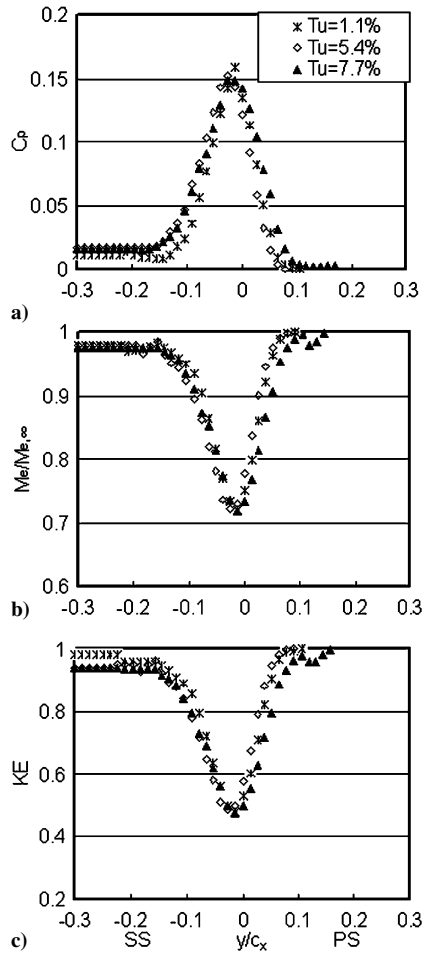 0.2
Tu=1.1%
Tu=5.4%
Tu=7.7%
0.15
Cp
0.1
0.05
0
-0.3 -0.2 -0.1 0 0.1 0.2 0.3
a)
1
0.9
Me/Me,∞
0.8
0.7
0.6
-0.3 -0.2 -0.1 0 0.1 0.2 0.3
b)
1
0.8
KE
0.6
0.4
0.2
-0.3 -0.2 -0.1 0 0.1 0.2 0.3
c) SS y/cx PS